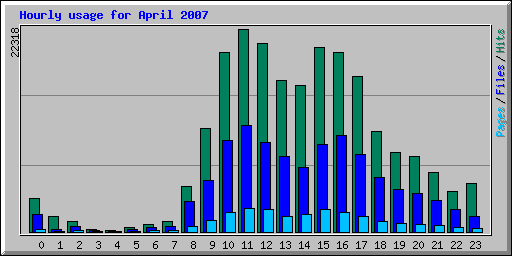 Hourly usage for April 2007
22318
Pages / Files / Hits
0 1 2 3 4 5 6 7 8 9 10 11 12 13 14 15 16 17 18 19 20 21 22 23